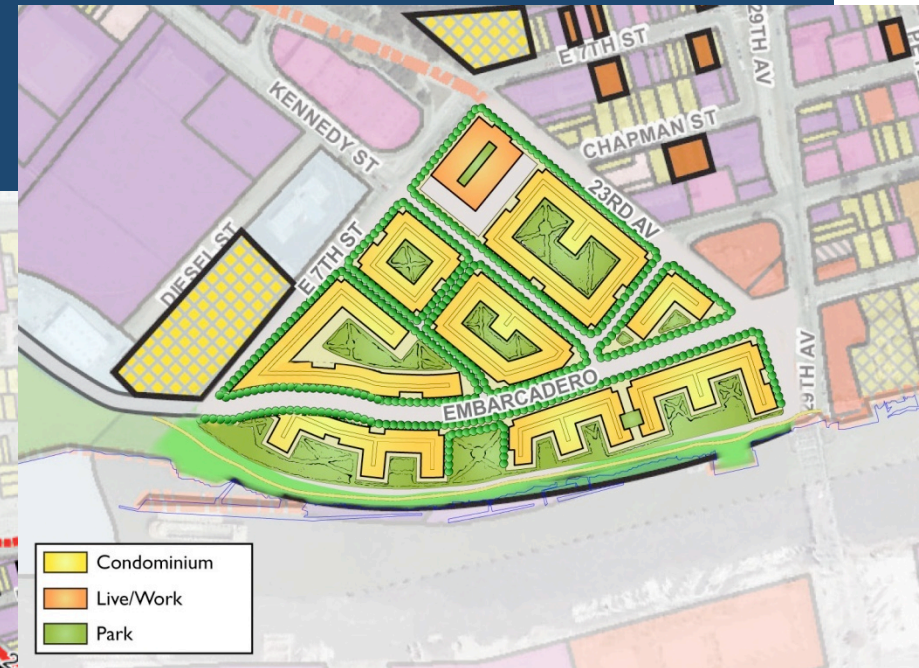 E 7TH ST
29TH AV
KENNEDY ST
CHAPMAN ST
23RD AV
DIESEL ST
E 7TH ST
29TH AV
EMBARCADERO
Condominium
Live/Work
Park